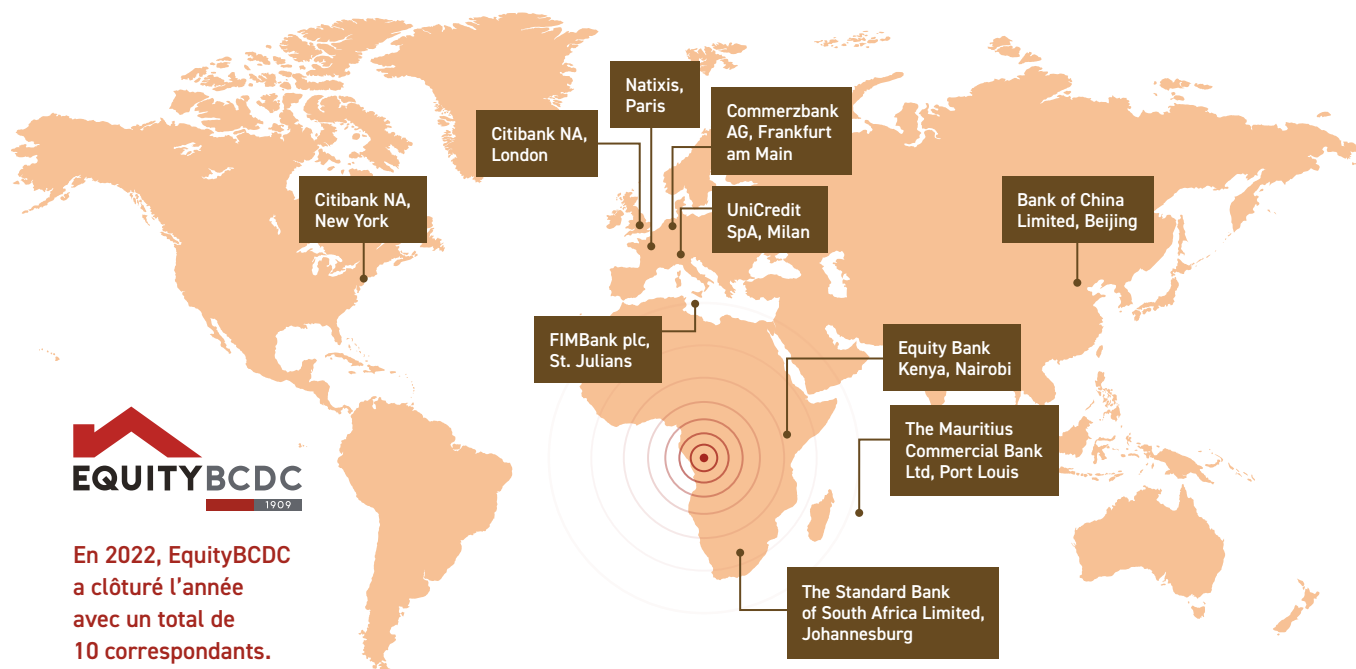 Natixis,
Paris
Commerzbank
AG, Frankfurt
am Main
Citibank NA,
London
Citibank NA,
New York
UniCredit
SpA, Milan
Bank of China
Limited, Beijing
FIMBank plc,
St. Julians
Equity Bank
Kenya, Nairobi
The Mauritius
Commercial Bank
Ltd, Port Louis
EQUITYBCDC
1909
En 2022, EquityBCDC
a clôturé l’année
avec un total de
10 correspondants.
The Standard Bank
of South Africa Limited,
Johannesburg